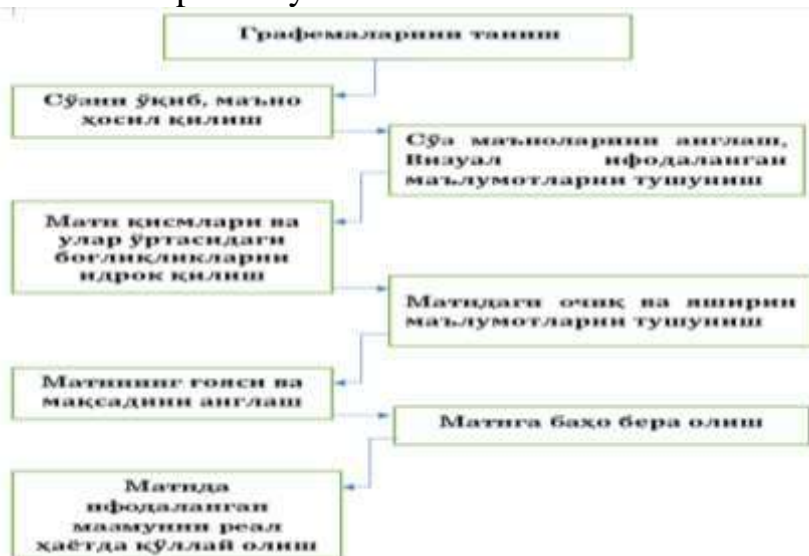 Графемаларини таниш
Сўзни ўқиб, маъно
ҳосил қилиш
Сўз маъноларини англаш,
Визуал ифодаланган
маълумотларни тушуниш
Матн қисмлари ва
улар ўртасидаги
боғлиқликларни
идрок қилиш
Матндаги очиқ ва яширин
маълумотларни тушуниш
Матннинг ғояси ва
мақсадини англаш
Матнга баҳо бера олиш
Матнда
ифодаланган
мазмунни реал
ҳаётда қўллай олиш